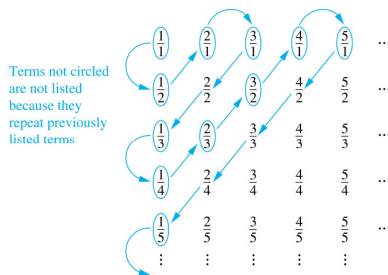 1/1 2/1 3/1 4/1 5/1 ...
Terms not circled
are not listed
because they
repeat previously
listed terms
1/2 2/2 3/2 4/2 5/2 ...
1/3 2/3 3/3 4/3 5/3 ...
1/4 2/4 3/4 4/4 5/4 ...
1/5 2/5 3/5 4/5 5/5 ...
⋮ ⋮ ⋮ ⋮ ⋮